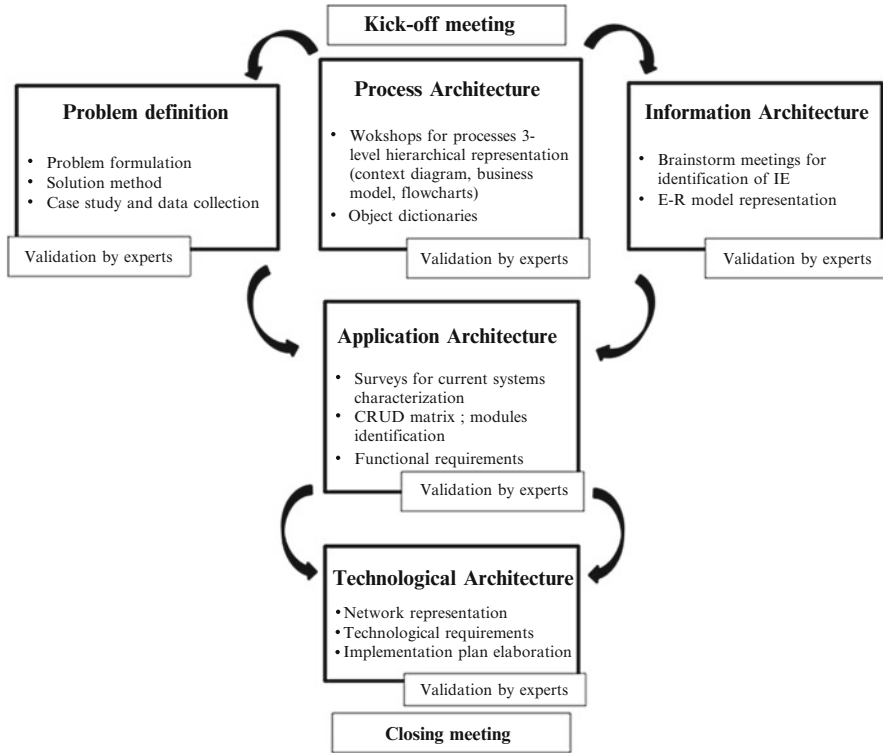 Kick-off meeting
Problem definition
• Problem formulation
• Solution method
• Case study and data collection
Validation by experts
Process Architecture
• Wokshops for processes 3-
level hierarchical representation
(context diagram, business
model, flowcharts)
• Object dictionaries
Validation by experts
Information Architecture
• Brainstorm meetings for
identification of IE
• E-R model representation
Validation by experts
Application Architecture
• Surveys for current systems
characterization
• CRUD matrix ; modules
identification
• Functional requirements
Validation by experts
Technological Architecture
• Network representation
• Technological requirements
• Implementation plan elaboration
Validation by experts
Closing meeting